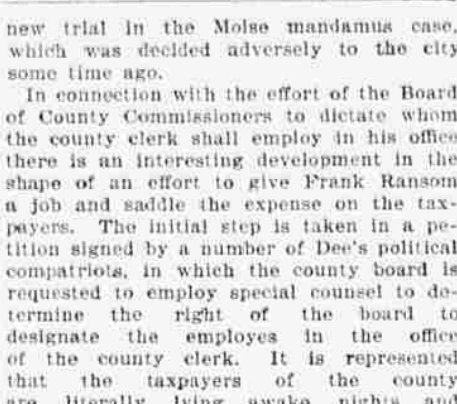 new trial in the Moise mandamus case,
which was decided adversely to the city
some time ago.
In connection with the effort of the Board
of County Commissioners to dictate whom
the county clerk shall employ in his office
there is an interesting development in the
shape of an effort to give Frank Ransom
a job and saddle the expense on the tax-
payers. The initial step is taken in a pe-
tition signed by a number of Dee's political
compatriots, in which the county board is
requested to employ special counsel to de-
termine the right of the board to
designate the employes in the office
of the county clerk. It is represented
that the taxpayers of the county
are literally lying awake nights and